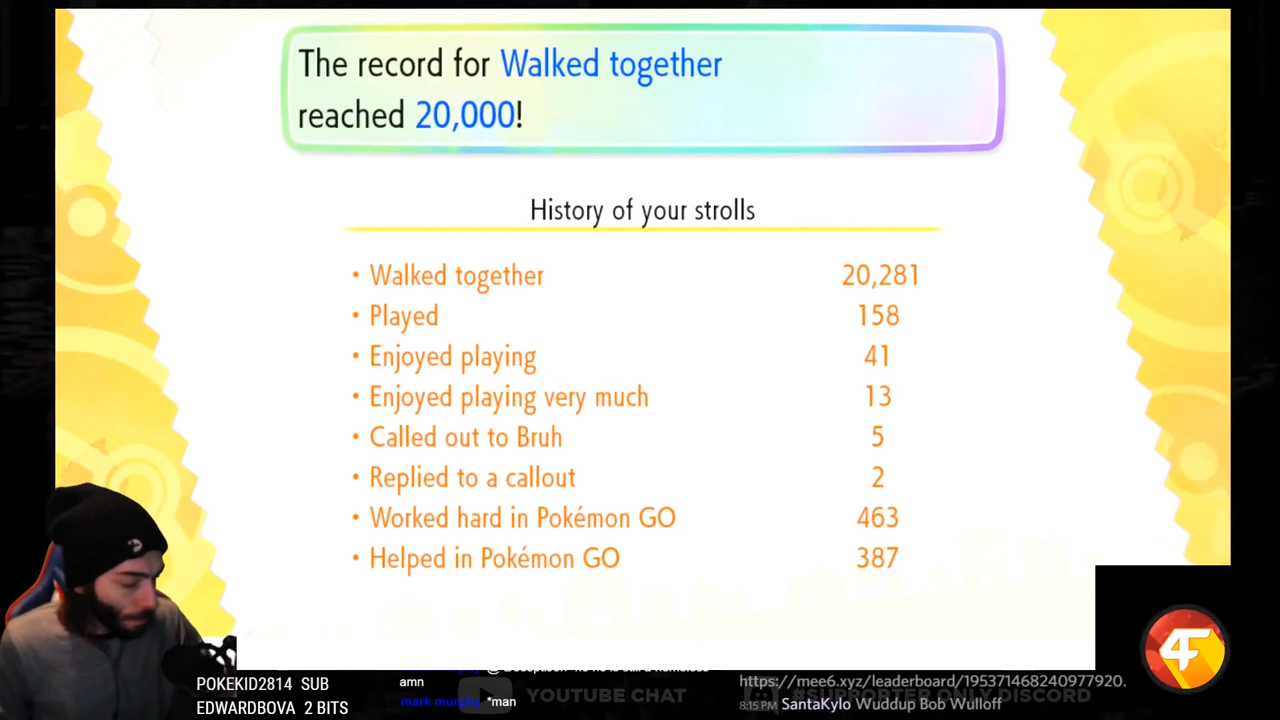 The record for Walked together
reached 20,000!
History of your strolls
• Walked together 20,281
• Played 158
• Enjoyed playing 41
• Enjoyed playing very much 13
• Called out to Bruh 5
• Replied to a callout 2
• Worked hard in Pokémon GO 463
• Helped in Pokémon GO 387
4F
amn
mark murphy "man
YOUTUBE CHAT
POKEKID2814 SUB
EDWARDBOVA 2 BITS
https://mee6.xyz/leaderboard/195371468240977920.
#SUPPORTER ONLY DISCORD
8:15 PM SantaKylo Wuddup Bob Wulloff